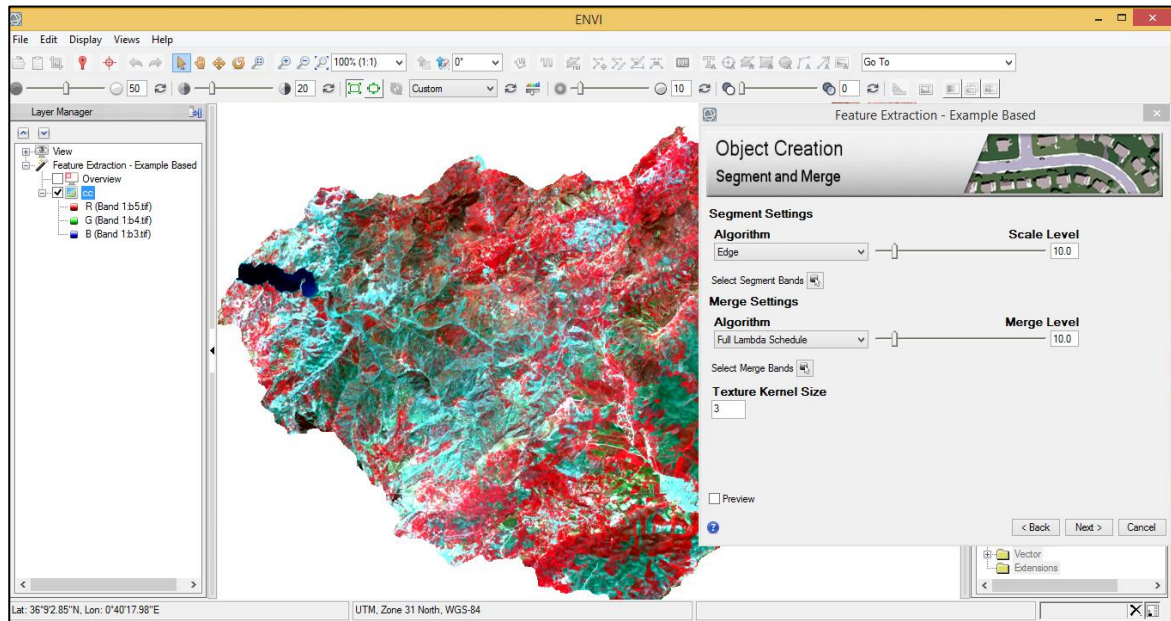 ENVI
File Edit Display Views Help
100% (1:1) 0° Go To
50 20 Custom 10 0
Layer Manager
View
Feature Extraction - Example Based
Overview
cc
R (Band 1:b5.tif)
G (Band 1:b4.tif)
B (Band 1:b3.tif)
Feature Extraction - Example Based
Object Creation
Segment and Merge
Segment Settings
Algorithm Scale Level
Edge 10.0
Select Segment Bands
Merge Settings
Algorithm Merge Level
Full Lambda Schedule 10.0
Select Merge Bands
Texture Kernel Size
3
Preview
< Back Next > Cancel
Vector
Extensions
Lat: 36°9'2.85"N, Lon: 0°40'17.98"E UTM, Zone 31 North, WGS-84